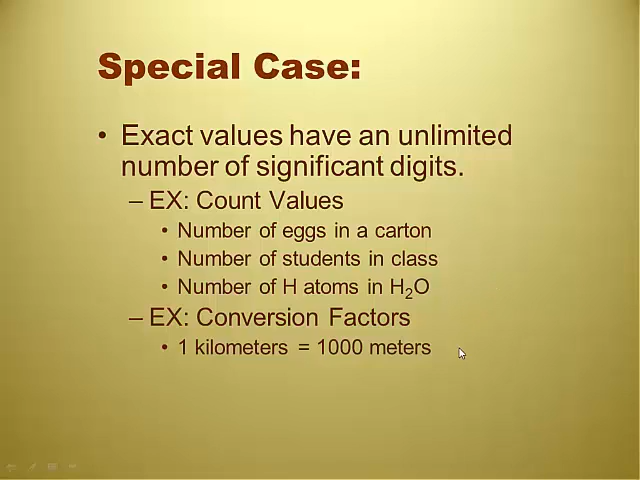 Special Case:
• Exact values have an unlimited
number of significant digits.
– EX: Count Values
• Number of eggs in a carton
• Number of students in class
• Number of H atoms in H₂O
– EX: Conversion Factors
• 1 kilometers = 1000 meters